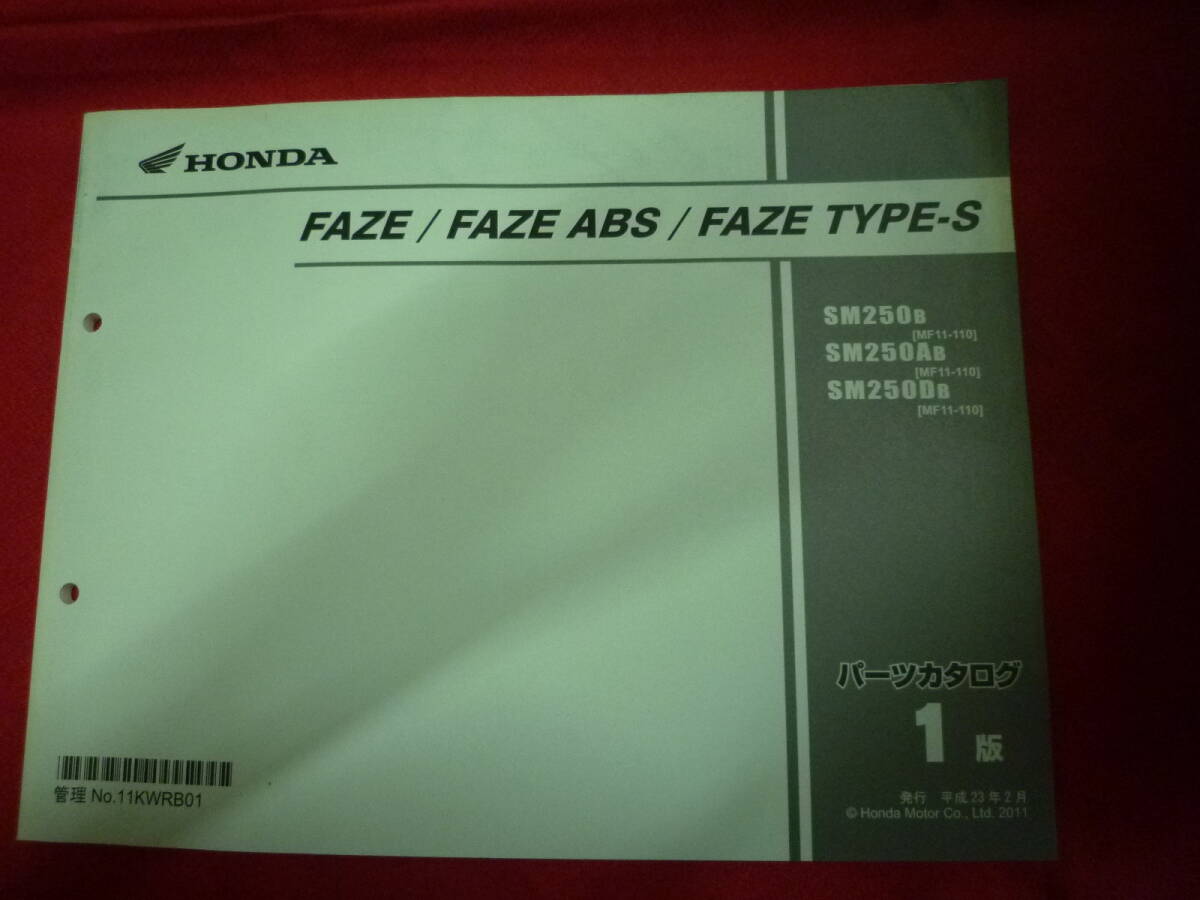 HONDA
FAZE / FAZE ABS / FAZE TYPE-S
SM250B
[MF11-110]
SM250AB
[MF11-110]
SM250DB
[MF11-110]
パーツカタログ
1 版
発行 平成 23 年 2 月
© Honda Motor Co., Ltd. 2011
管理 No.11KWRB01